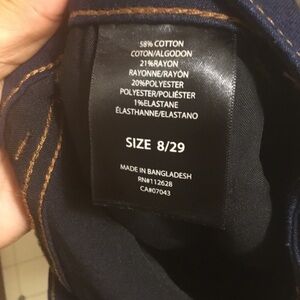 58% COTTON
COTON/ALGODON
21%RAYON
RAYONNE/RAYÓN
20%POLYESTER
POLYESTER/POLIÉSTER
1%ELASTANE
ÉLASTHANNE/ELASTANO
SIZE 8/29
MADE IN BANGLADESH
RN#112628
CA#07043